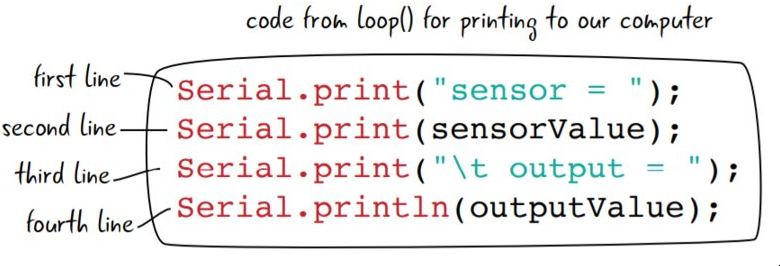 code from loop() for printing to our computer
first line
Serial.print("sensor = ");
second line
Serial.print(sensorValue);
third line
Serial.print("\t output = ");
fourth line
Serial.println(outputValue);